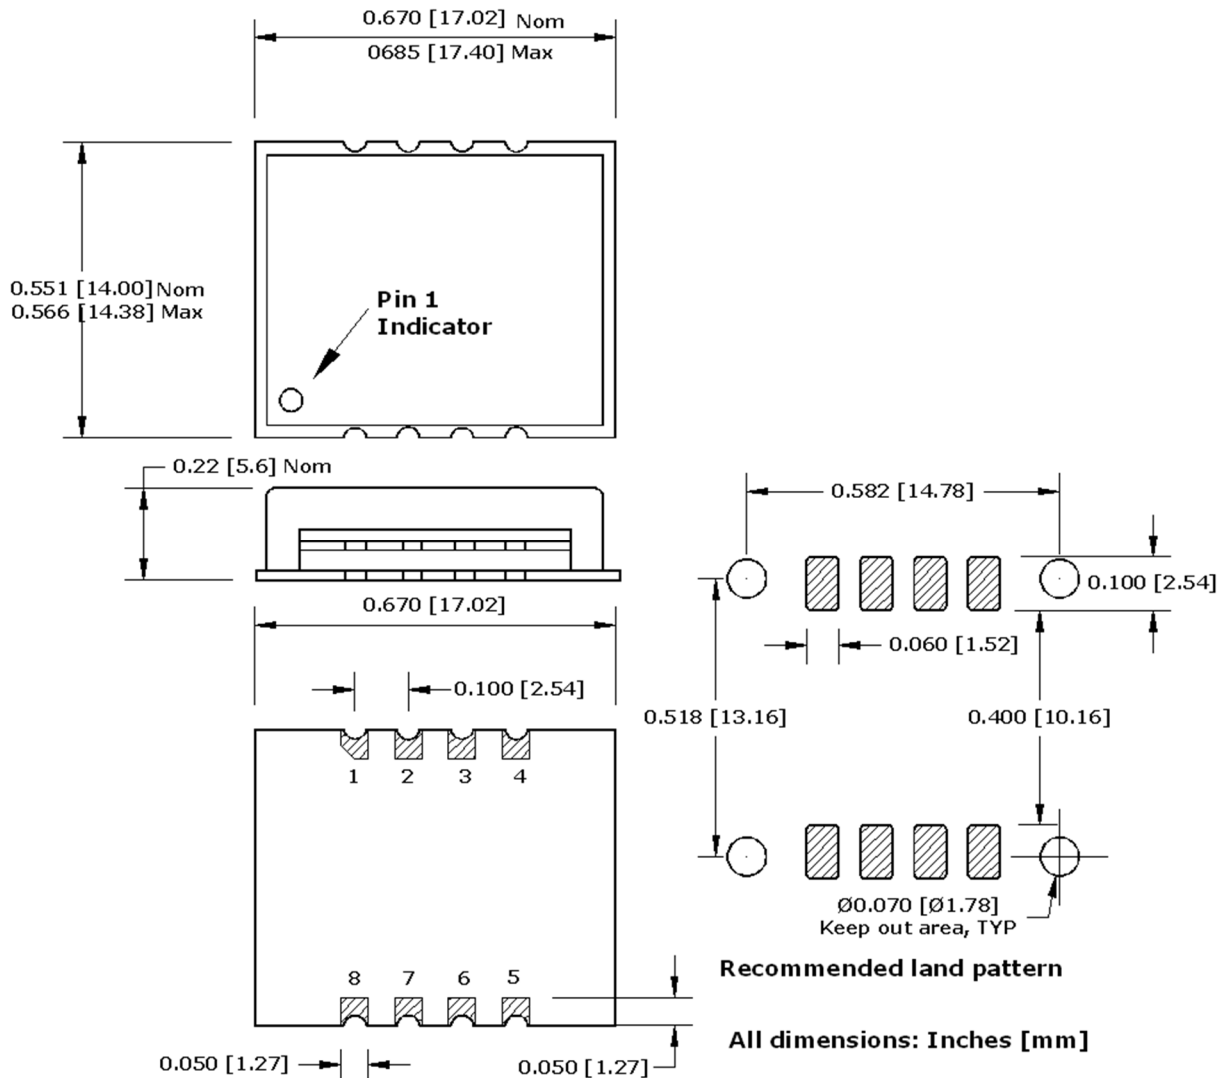 0.670 [17.02] Nom
0685 [17.40] Max
0.551 [14.00] Nom
0.566 [14.38] Max
Pin 1
Indicator
0.22 [5.6] Nom
0.582 [14.78]
0.100 [2.54]
0.670 [17.02]
0.060 [1.52]
0.100 [2.54]
0.518 [13.16]
0.400 [10.16]
1 2 3 4
Ø0.070 [Ø1.78]
Keep out area, TYP
Recommended land pattern
8 7 6 5
All dimensions: Inches [mm]
0.050 [1.27]
0.050 [1.27]